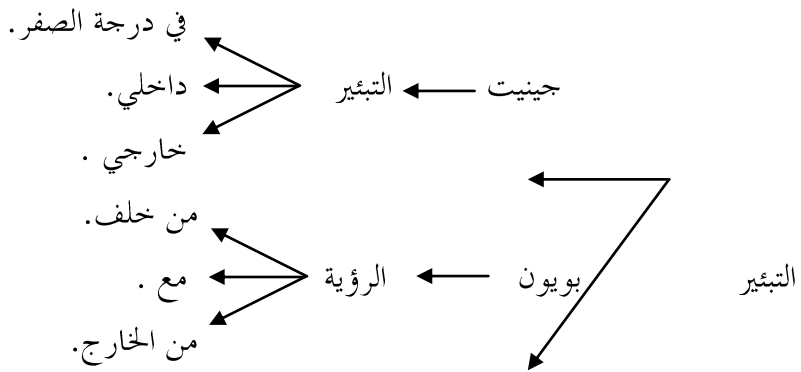 في درجة الصفر.
جينيت التبئير داخلي.
خارجي .
من خلف.
التبئير بويون الرؤية مع .
من الخارج.